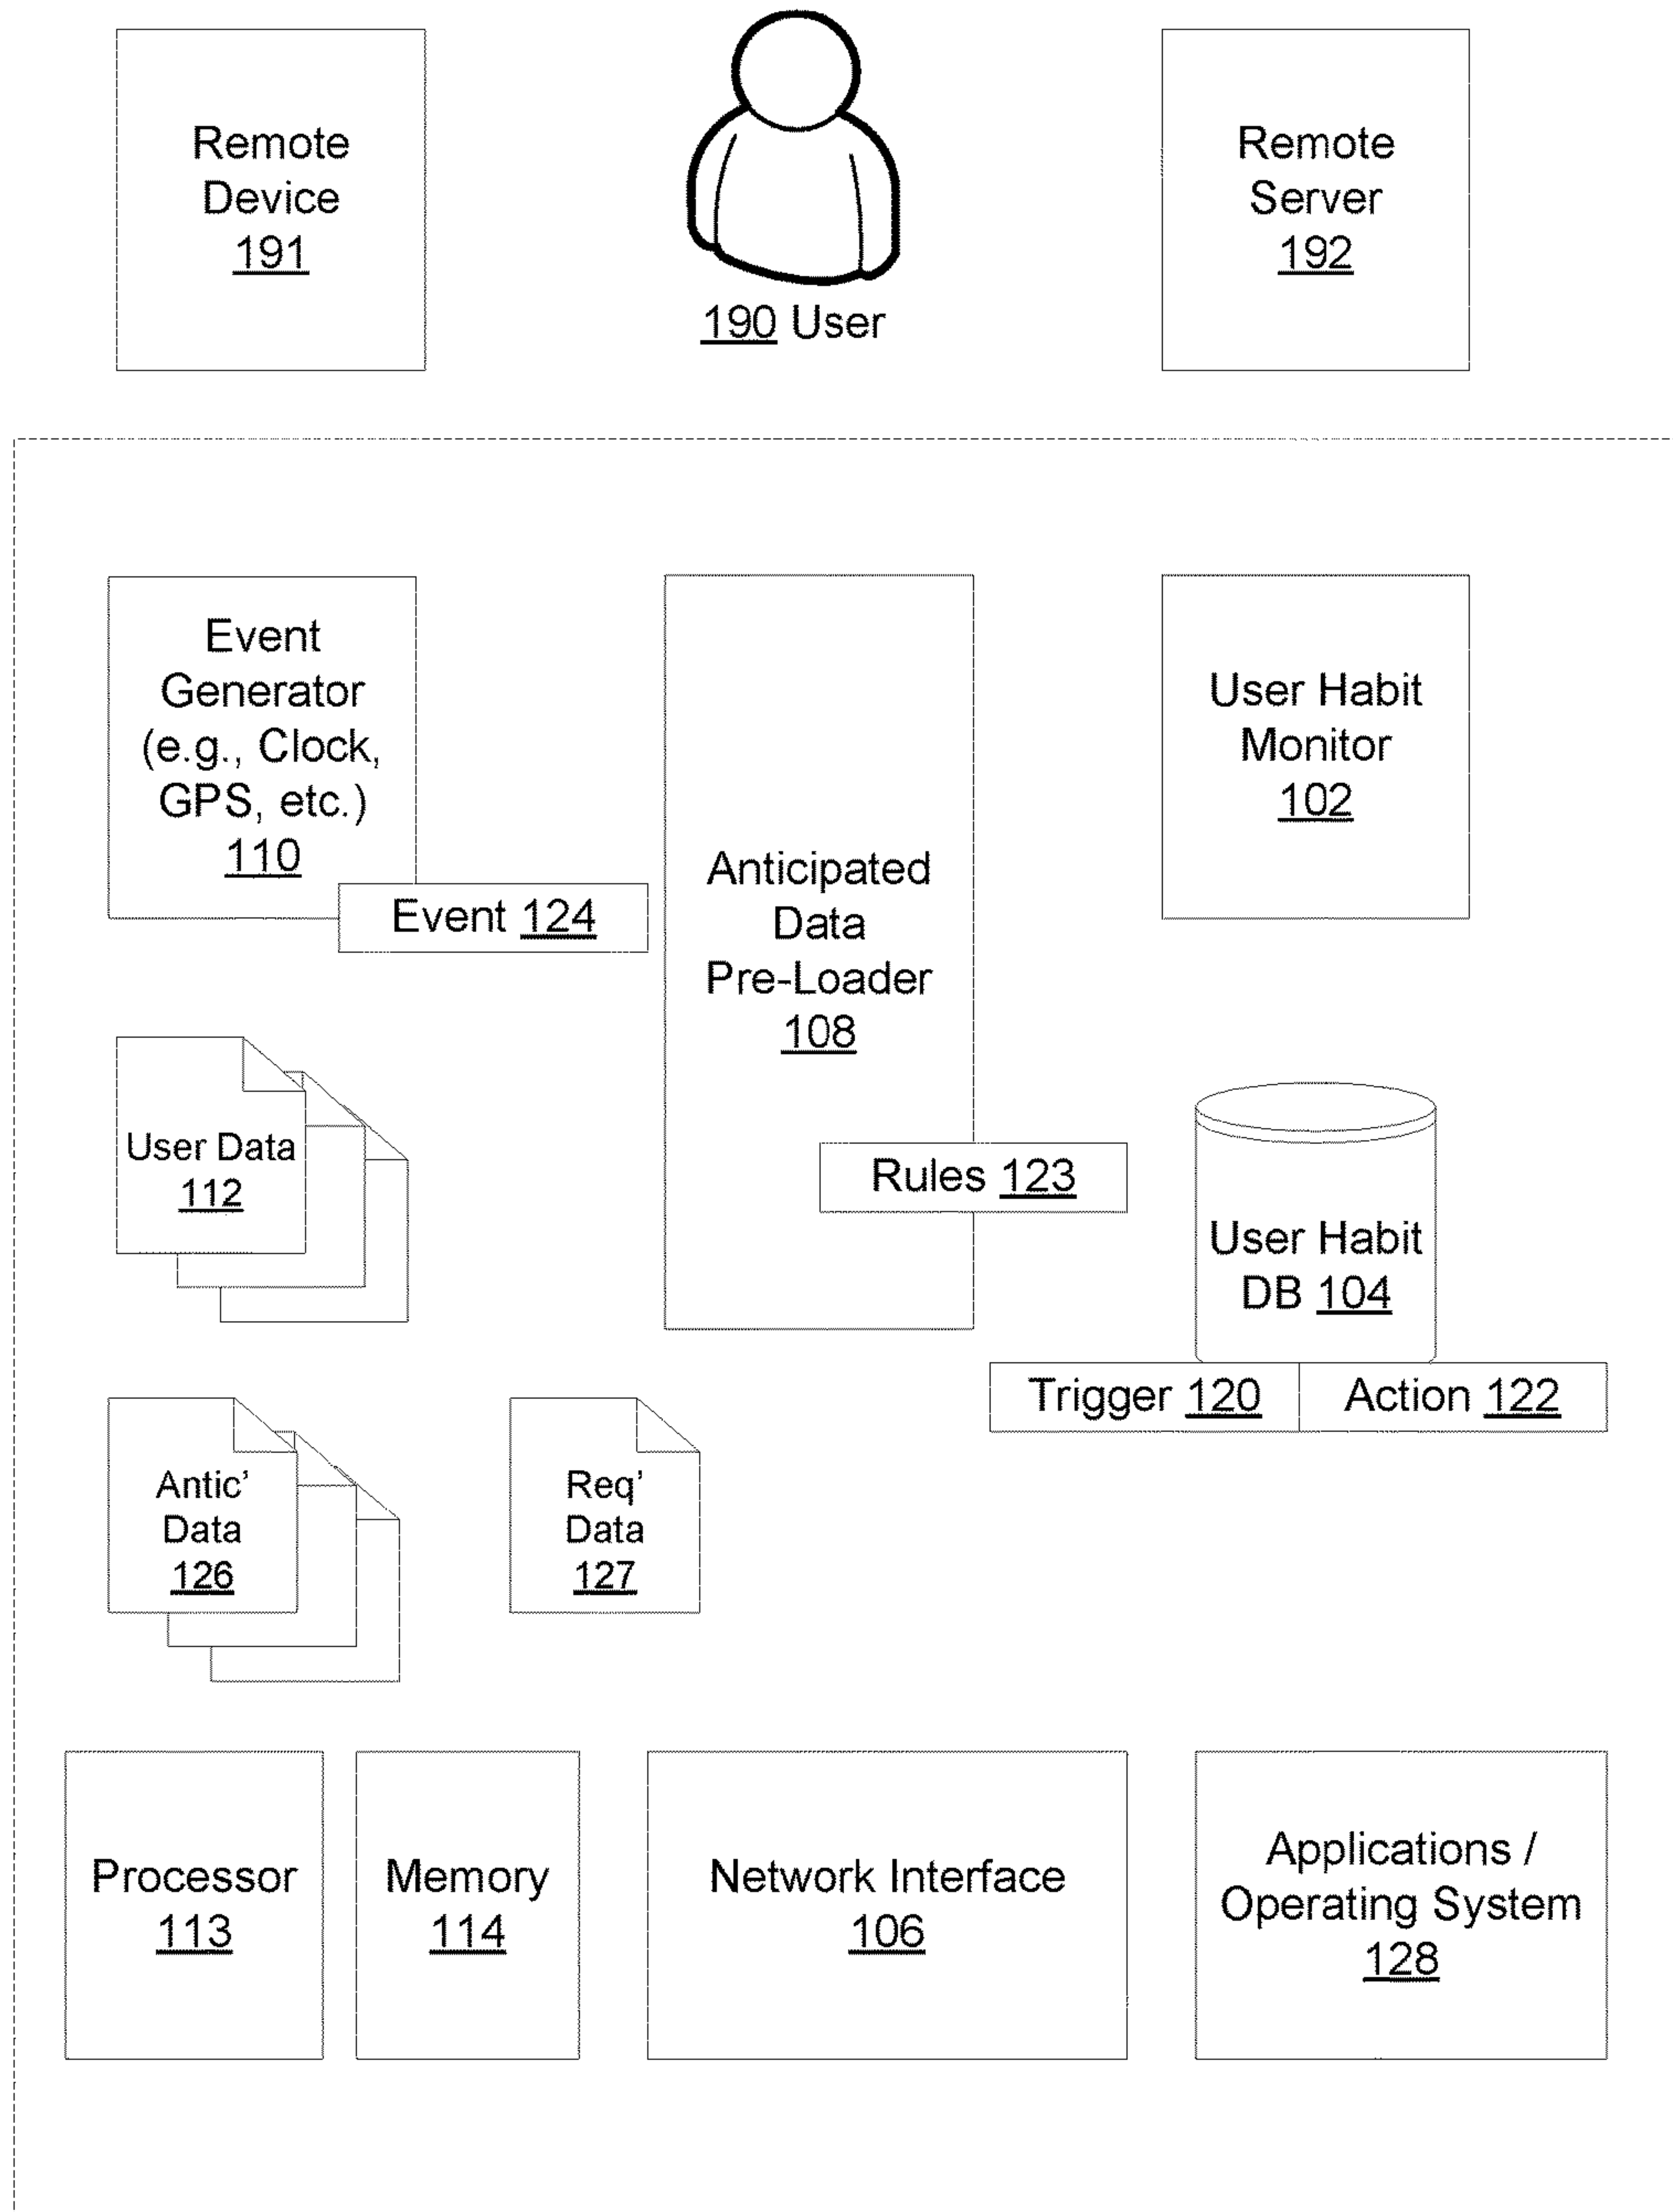 Remote
Device
191
190 User
Remote
Server
192
Event
Generator
(e.g., Clock,
GPS, etc.)
110
Event 124
Anticipated
Data
Pre-Loader
108
User Habit
Monitor
102
User Data
112
Rules 123
User Habit
DB 104
Trigger 120
Action 122
Antic’
Data
126
Req’
Data
127
Processor
113
Memory
114
Network Interface
106
Applications /
Operating System
128